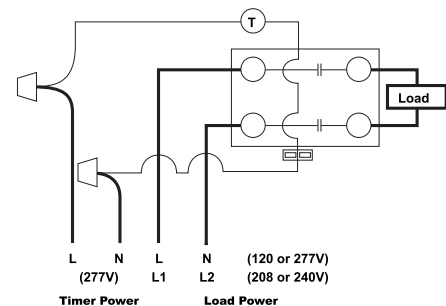 T
Load
L N L N (120 or 277V)
(277V) L1 L2 (208 or 240V)
Timer Power Load Power